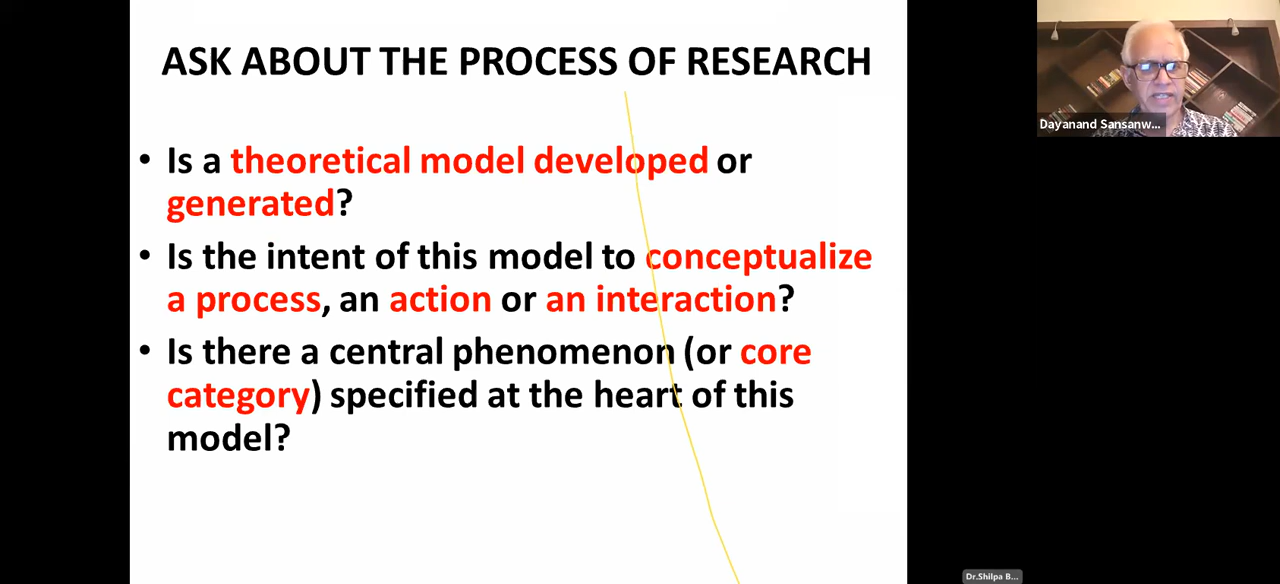 ASK ABOUT THE PROCESS OF RESEARCH
• Is a theoretical model developed or
generated?
• Is the intent of this model to conceptualize
a process, an action or an interaction?
• Is there a central phenomenon (or core
category) specified at the heart of this
model?
Dayanand Sansanw...
Dr.Shilpa B...